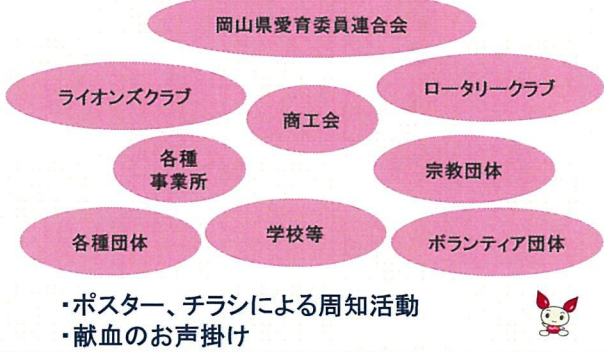 岡山県愛育委員連合会
ライオンズクラブ
ロータリークラブ
商工会
各種
事業所
宗教団体
各種団体
学校等
ボランティア団体
・ポスター、チラシによる周知活動
・献血のお声掛け